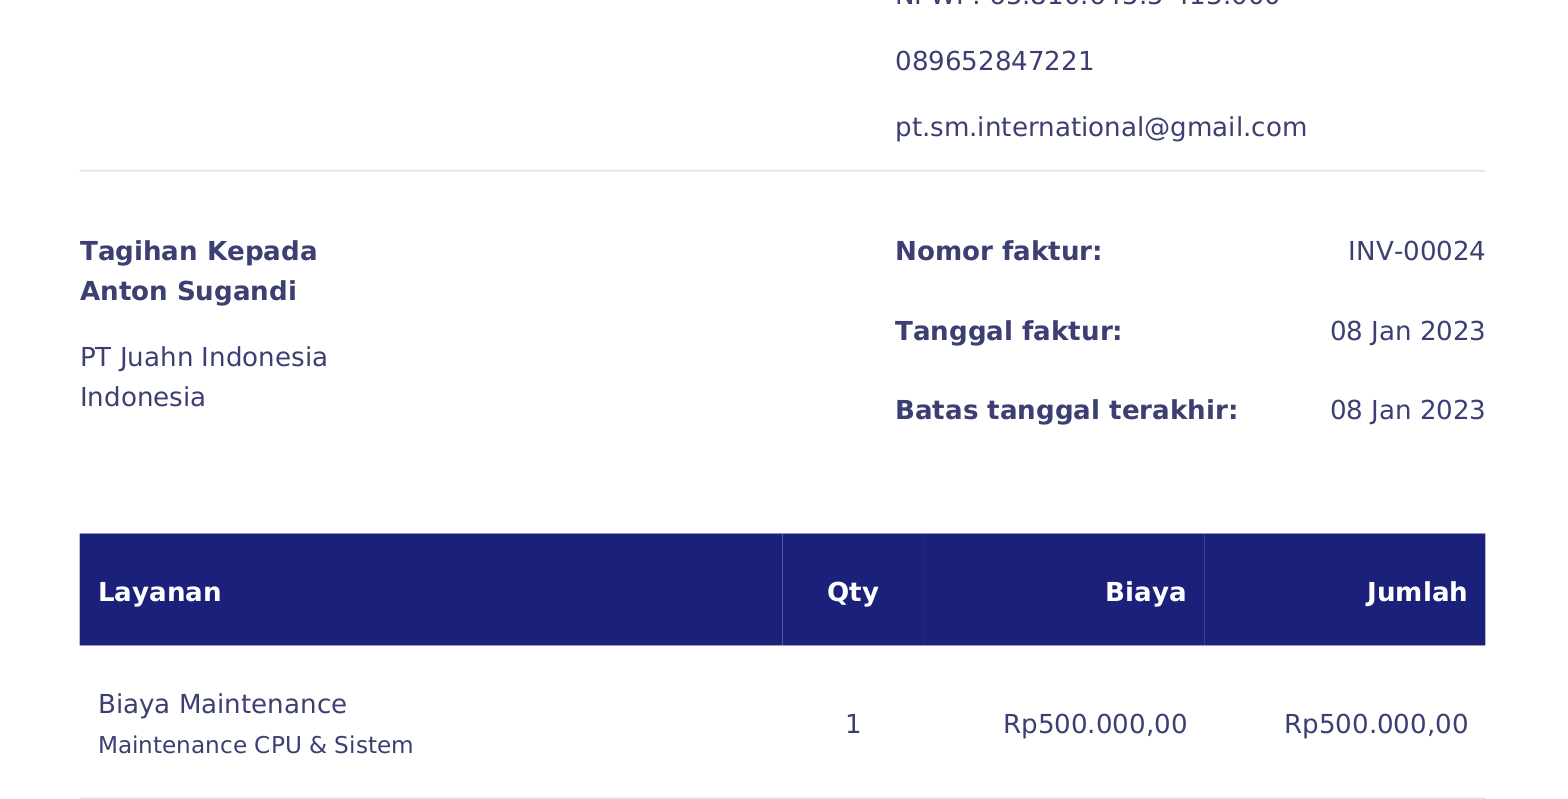 089652847221
pt.sm.international@gmail.com
Tagihan Kepada
Anton Sugandi
PT Juahn Indonesia
Indonesia
Nomor faktur: INV-00024
Tanggal faktur: 08 Jan 2023
Batas tanggal terakhir: 08 Jan 2023
Layanan Qty Biaya Jumlah
Biaya Maintenance
Maintenance CPU & Sistem
1 Rp500.000,00 Rp500.000,00